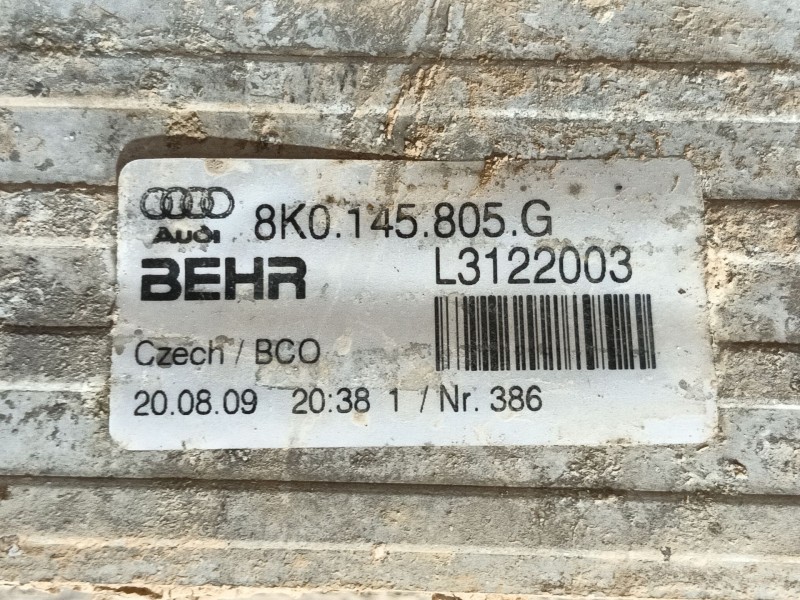 Audi 8K0.145.805.G
BEHR L3122003
Czech / BCO
20.08.09 20:38 1 / Nr. 386